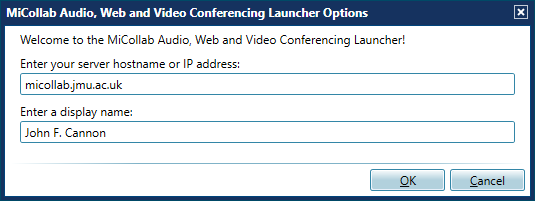 MiCollab Audio, Web and Video Conferencing Launcher Options
Welcome to the MiCollab Audio, Web and Video Conferencing Launcher!
Enter your server hostname or IP address:
micollab.jmu.ac.uk
Enter a display name:
John F. Cannon
OK Cancel